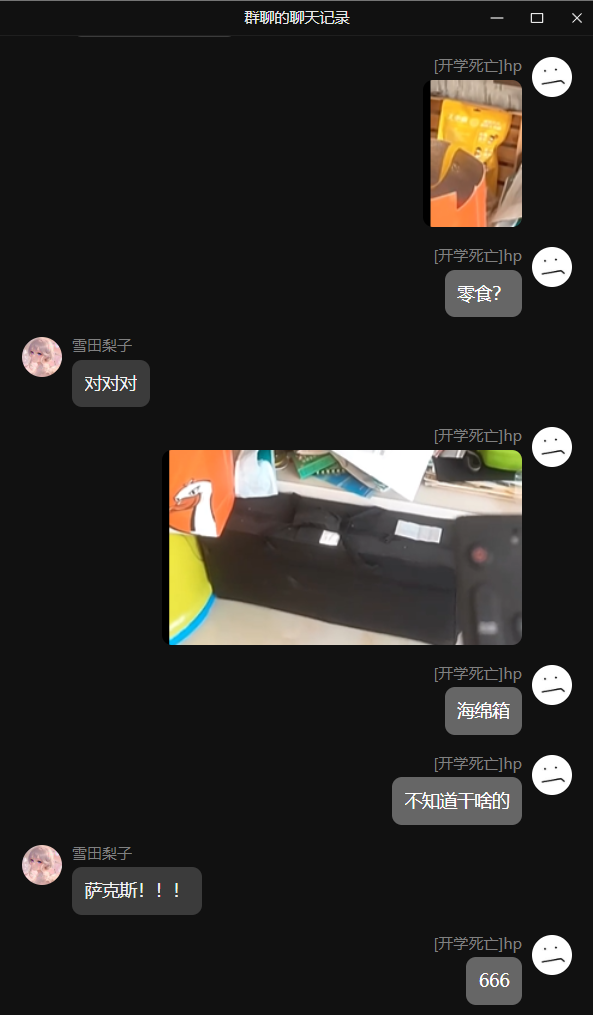 群聊的聊天记录
[开学死亡]hp
[开学死亡]hp
零食？
雪田梨子
对对对
[开学死亡]hp
[开学死亡]hp
海绵箱
[开学死亡]hp
不知道干啥的
雪田梨子
萨克斯！！！
[开学死亡]hp
666